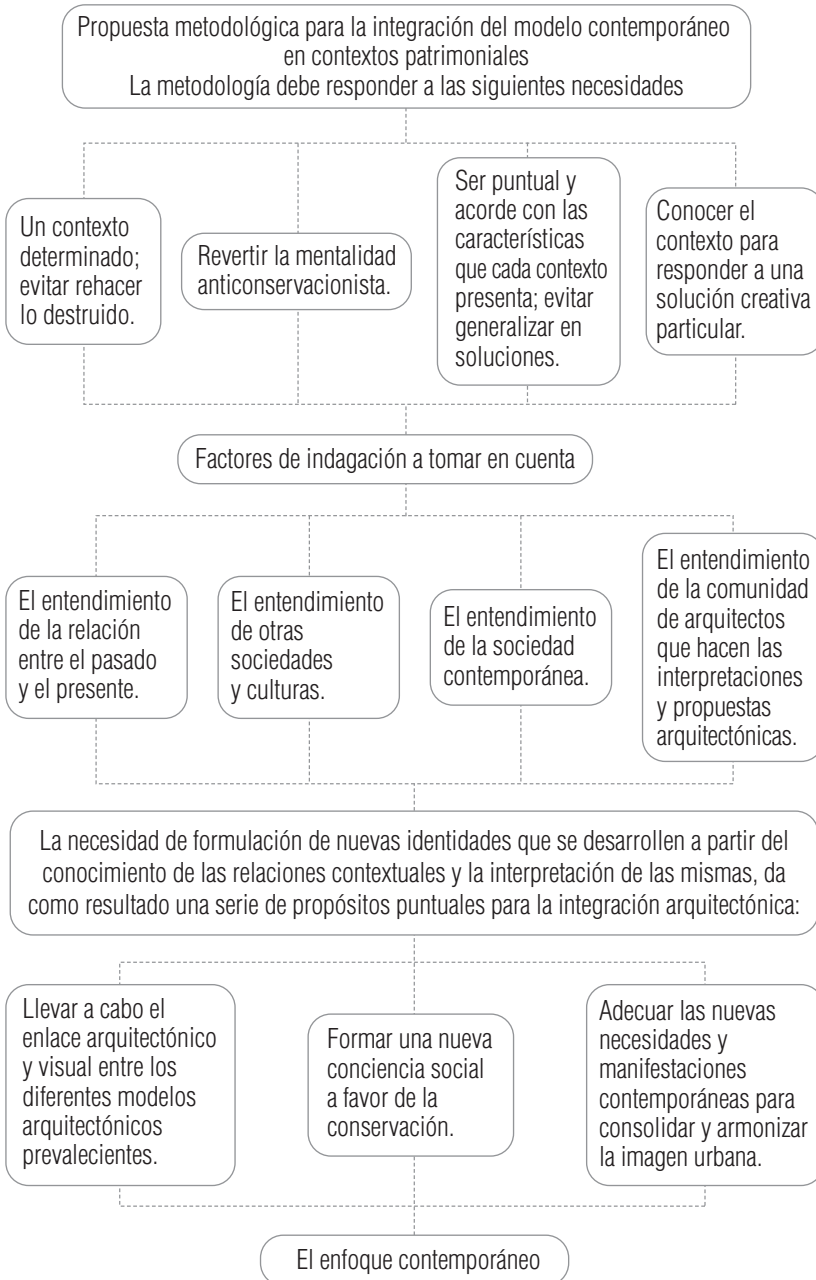 Propuesta metodológica para la integración del modelo contemporáneo
en contextos patrimoniales
La metodología debe responder a las siguientes necesidades
Un contexto
determinado;
evitar rehacer
lo destruido.
Revertir la mentalidad
anticonservacionista.
Ser puntual y
acorde con las
características
que cada contexto
presenta; evitar
generalizar en
soluciones.
Conocer el
contexto para
responder a una
solución creativa
particular.
Factores de indagación a tomar en cuenta
El entendimiento
de la relación
entre el pasado
y el presente.
El entendimiento
de otras
sociedades
y culturas.
El entendimiento
de la sociedad
contemporánea.
El entendimiento
de la comunidad
de arquitectos
que hacen las
interpretaciones
y propuestas
arquitectónicas.
La necesidad de formulación de nuevas identidades que se desarrollen a partir del
conocimiento de las relaciones contextuales y la interpretación de las mismas, da
como resultado una serie de propósitos puntuales para la integración arquitectónica:
Llevar a cabo el
enlace arquitectónico
y visual entre los
diferentes modelos
arquitectónicos
prevalecientes.
Formar una nueva
conciencia social
a favor de la
conservación.
Adecuar las nuevas
necesidades y
manifestaciones
contemporáneas para
consolidar y armonizar
la imagen urbana.
El enfoque contemporáneo